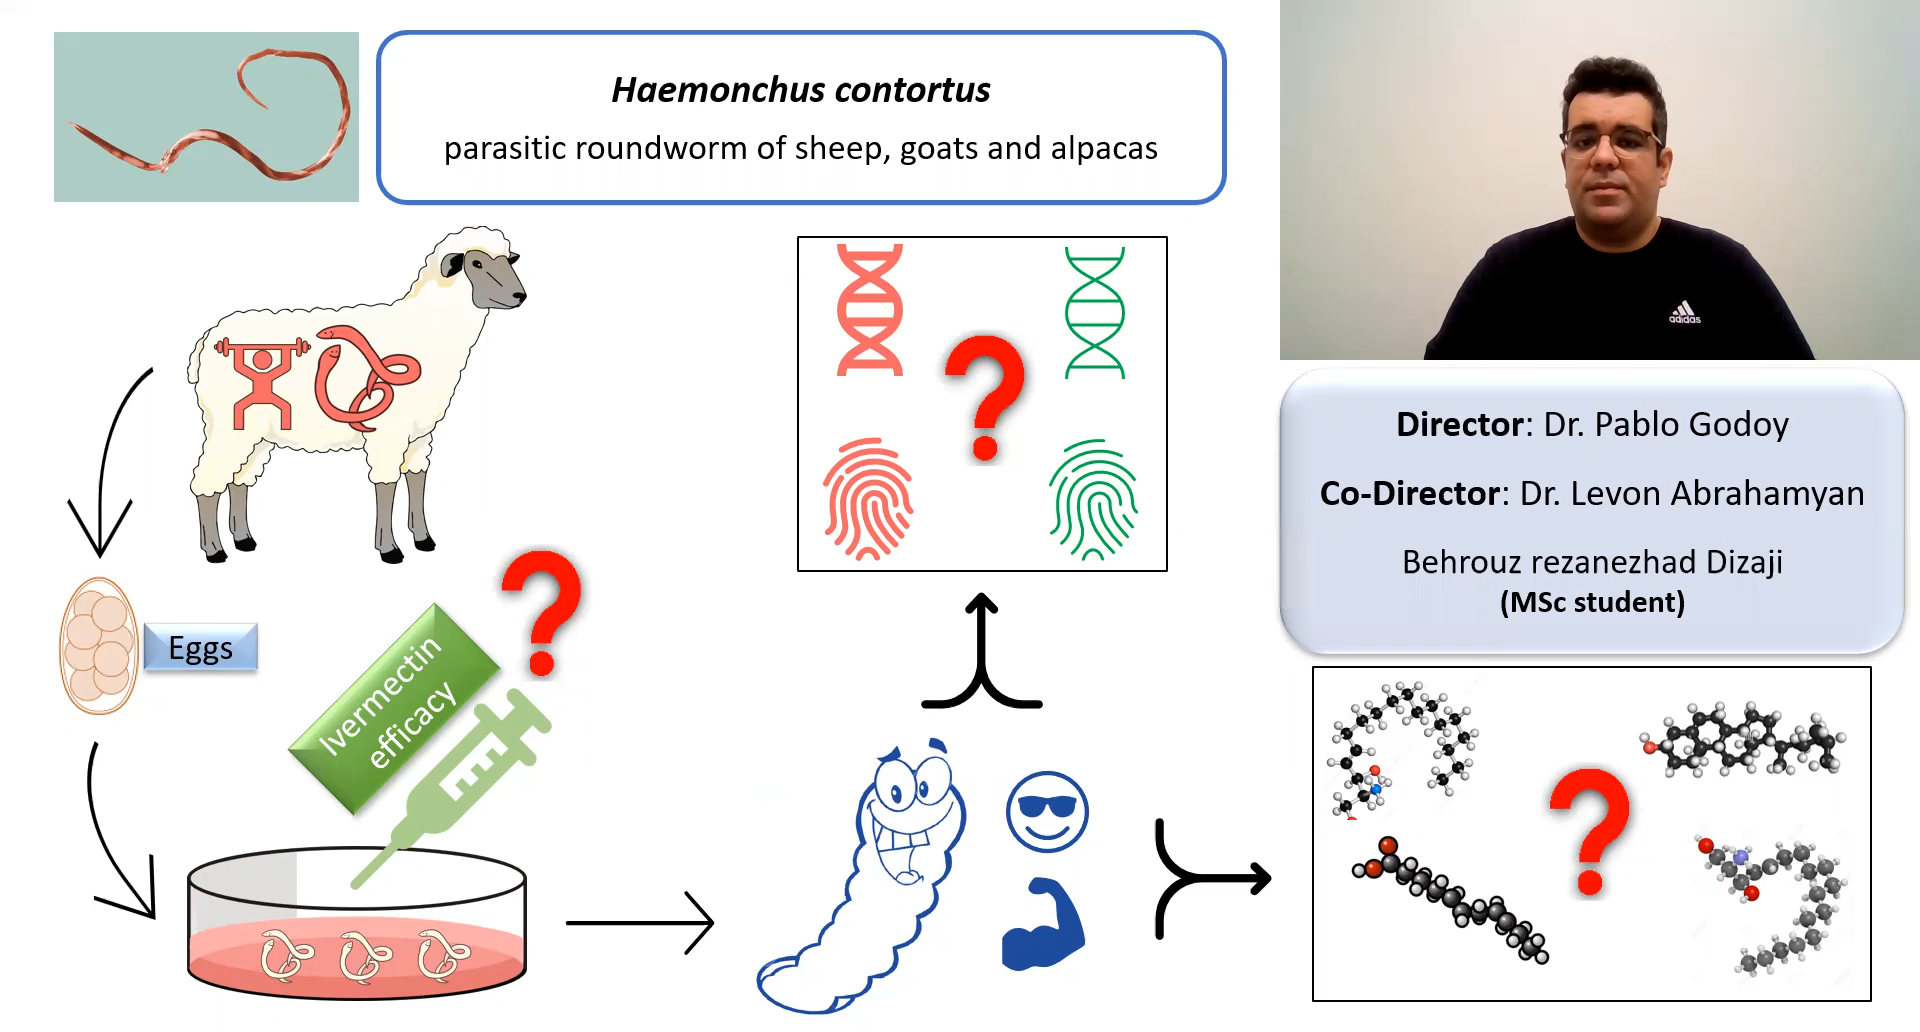 Haemonchus contortus
parasitic roundworm of sheep, goats and alpacas
Eggs
Ivermectin
efficacy
adidas
Director: Dr. Pablo Godoy
Co-Director: Dr. Levon Abrahamyan
Behrouz rezanezhad Dizaji
(MSc student)
?
?
?